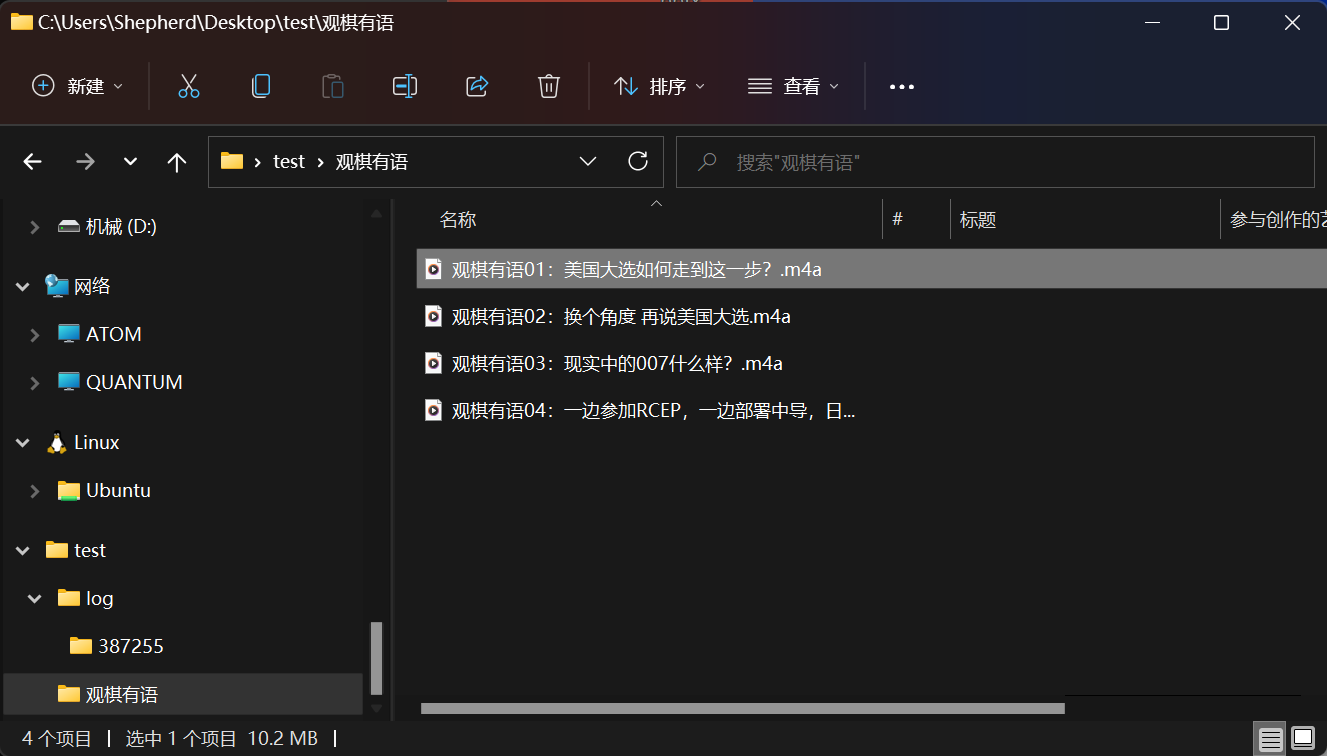 C:\Users\Shepherd\Desktop\test\观棋有语
新建 排序 查看
test 观棋有语 搜索"观棋有语"
机械 (D:)
网络
ATOM
QUANTUM
Linux
Ubuntu
test
log
387255
观棋有语
名称 # 标题 参与创作的艺
观棋有语01：美国大选如何走到这一步？.m4a
观棋有语02：换个角度 再说美国大选.m4a
观棋有语03：现实中的007什么样？.m4a
观棋有语04：一边参加RCEP，一边部署中导，日...
4 个项目 选中 1 个项目 10.2 MB